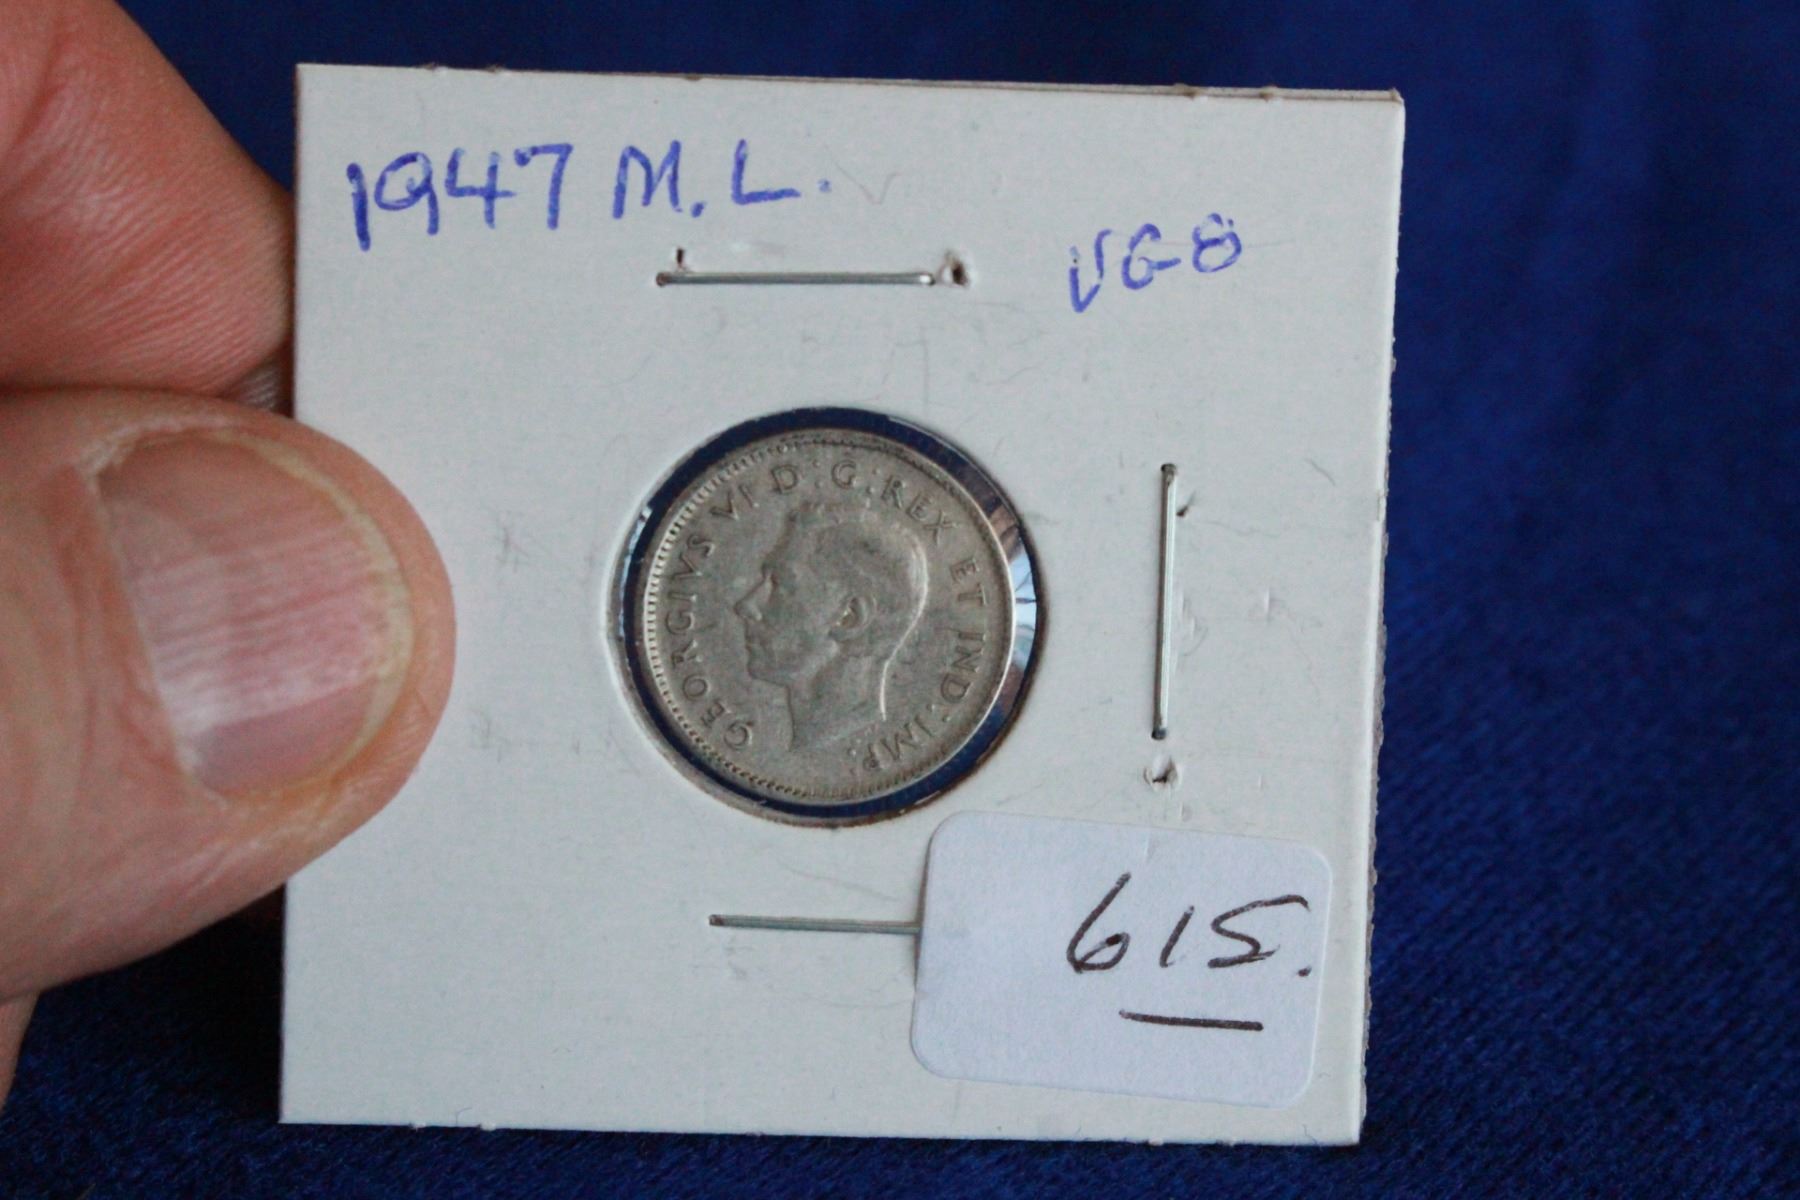 1947 M.L.
VG8
GEORGIVS VI D:G:REX ET IND:IMP:
615.